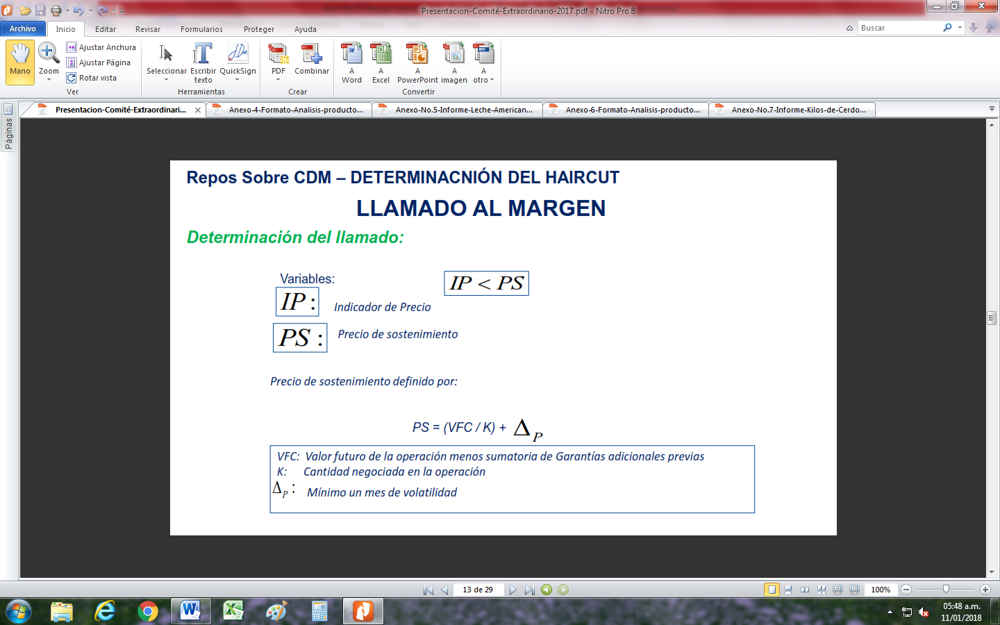 Presentacion-Comité-Extraordinario-2017.pdf - Nitro Pro 8
Archivo Inicio Editar Revisar Formularios Proteger Ayuda Buscar
Mano Zoom Ajustar Anchura
Ajustar Página
Rotar vista
Seleccionar Escribir texto QuickSign PDF Combinar A Word A Excel A PowerPoint A imagen A otro
Ver Herramientas Crear Convertir
Presentacion-Comité-Extraordinari... Anexo-4-Formato-Analisis-producto... Anexo-No.5-Informe-Leche-American... Anexo-6-Formato-Analisis-producto... Anexo-No.7-Informe-Kilos-de-Cerdo...
Páginas
Repos Sobre CDM – DETERMINACNIÓN DEL HAIRCUT
LLAMADO AL MARGEN
Determinación del llamado:
Variables:
IP < PS
IP : Indicador de Precio
PS : Precio de sostenimiento
Precio de sostenimiento definido por:
PS = (VFC / K) + Δ P
VFC: Valor futuro de la operación menos sumatoria de Garantías adicionales previas
K: Cantidad negociada en la operación
Δ P : Mínimo un mes de volatilidad
13 de 29 100%
05:48 a.m.
11/01/2018